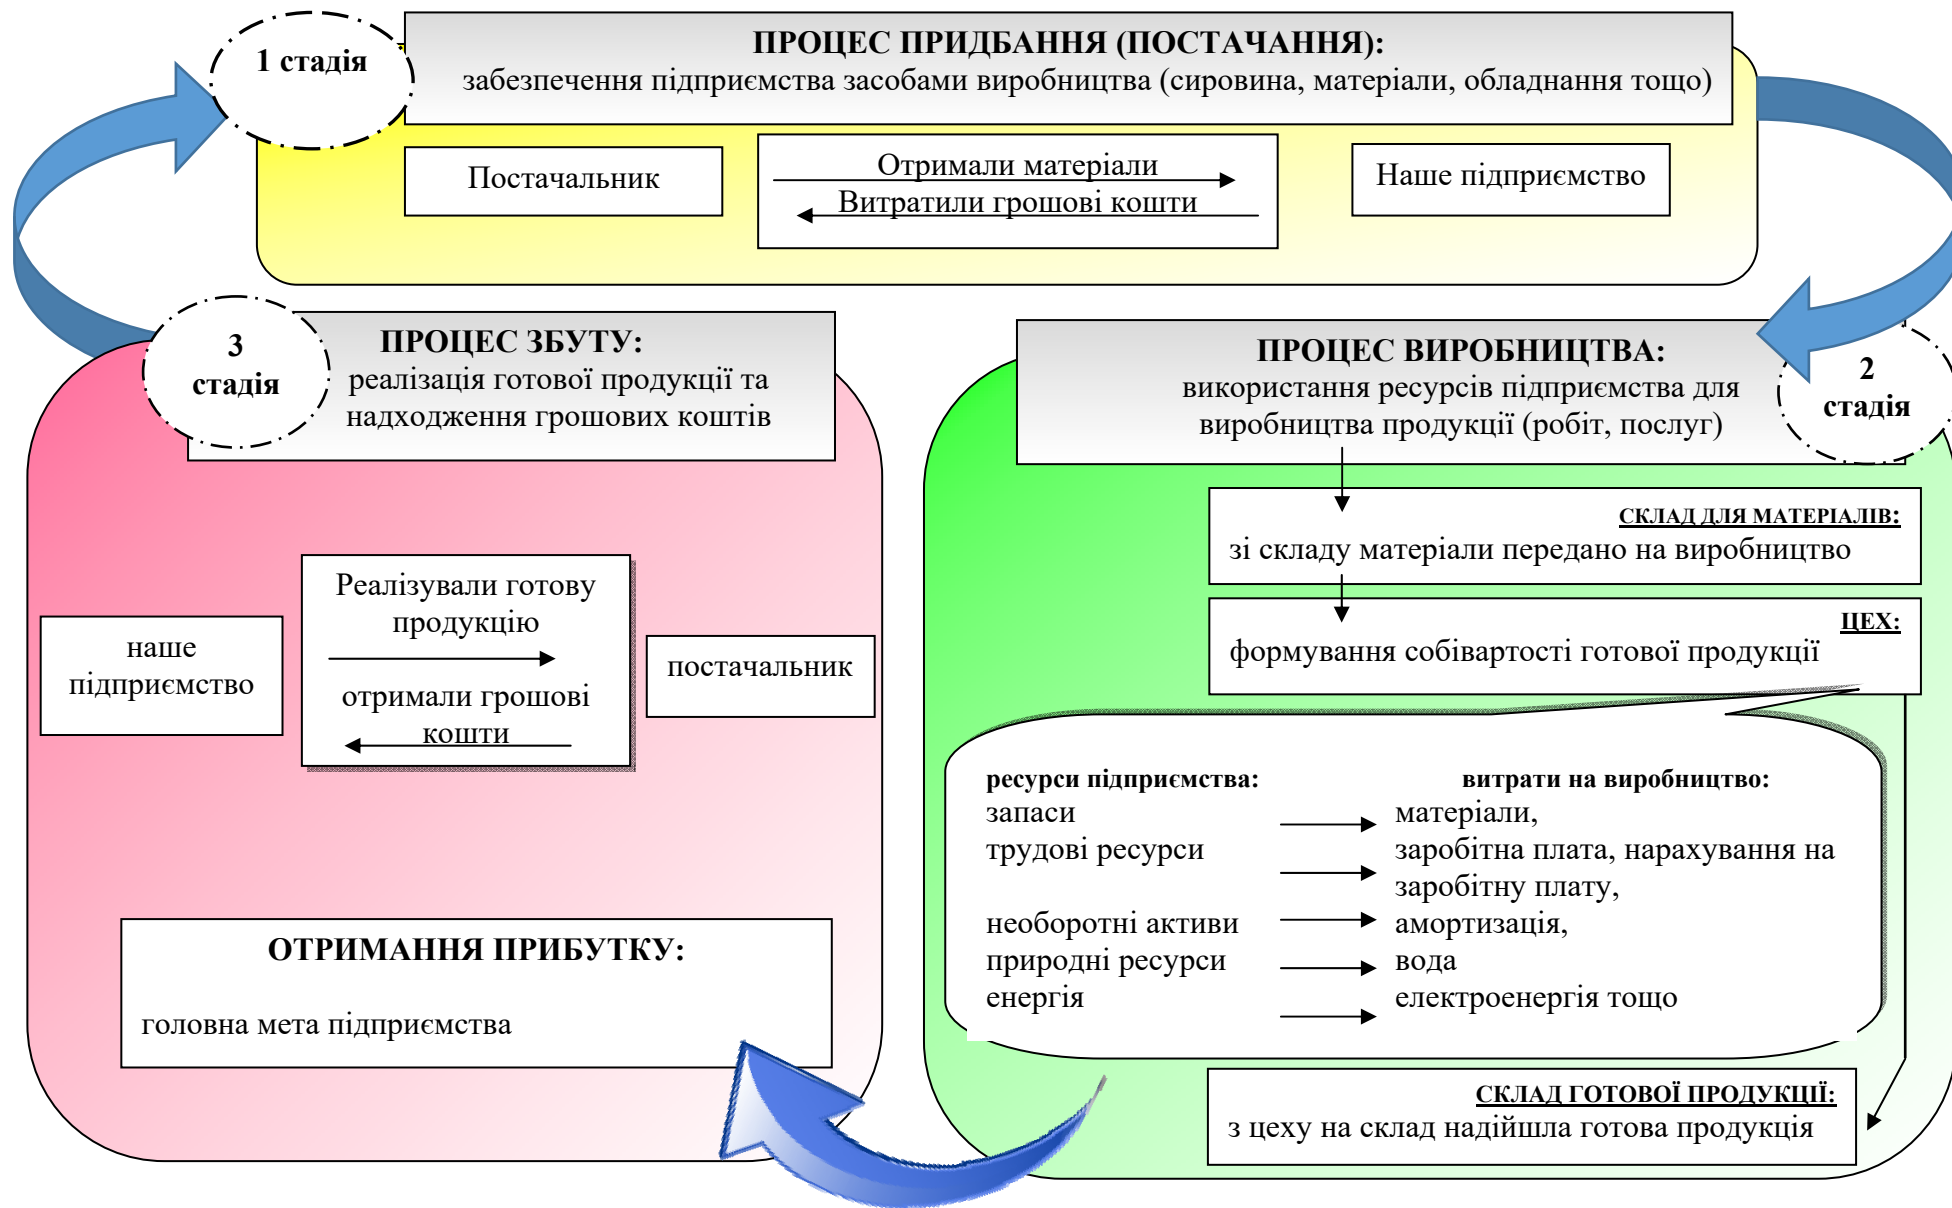 1 стадія
ПРОЦЕС ПРИДБАННЯ (ПОСТАЧАННЯ):
забезпечення підприємства засобами виробництва (сировина, матеріали, обладнання тощо)
Постачальник
Отримали матеріали
Витратили грошові кошти
Наше підприємство
3
стадія
ПРОЦЕС ЗБУТУ:
реалізація готової продукції та
надходження грошових коштів
наше
підприємство
Реалізували готову
продукцію
отримали грошові
кошти
постачальник
ОТРИМАННЯ ПРИБУТКУ:
головна мета підприємства
2
стадія
ПРОЦЕС ВИРОБНИЦТВА:
використання ресурсів підприємства для
виробництва продукції (робіт, послуг)
СКЛАД ДЛЯ МАТЕРІАЛІВ:
зі складу матеріали передано на виробництво
ЦЕХ:
формування собівартості готової продукції
ресурси підприємства: витрати на виробництво:
запаси матеріали,
трудові ресурси заробітна плата, нарахування на
заробітну плату,
необоротні активи амортизація,
природні ресурси вода
енергія електроенергія тощо
СКЛАД ГОТОВОЇ ПРОДУКЦІЇ:
з цеху на склад надійшла готова продукція